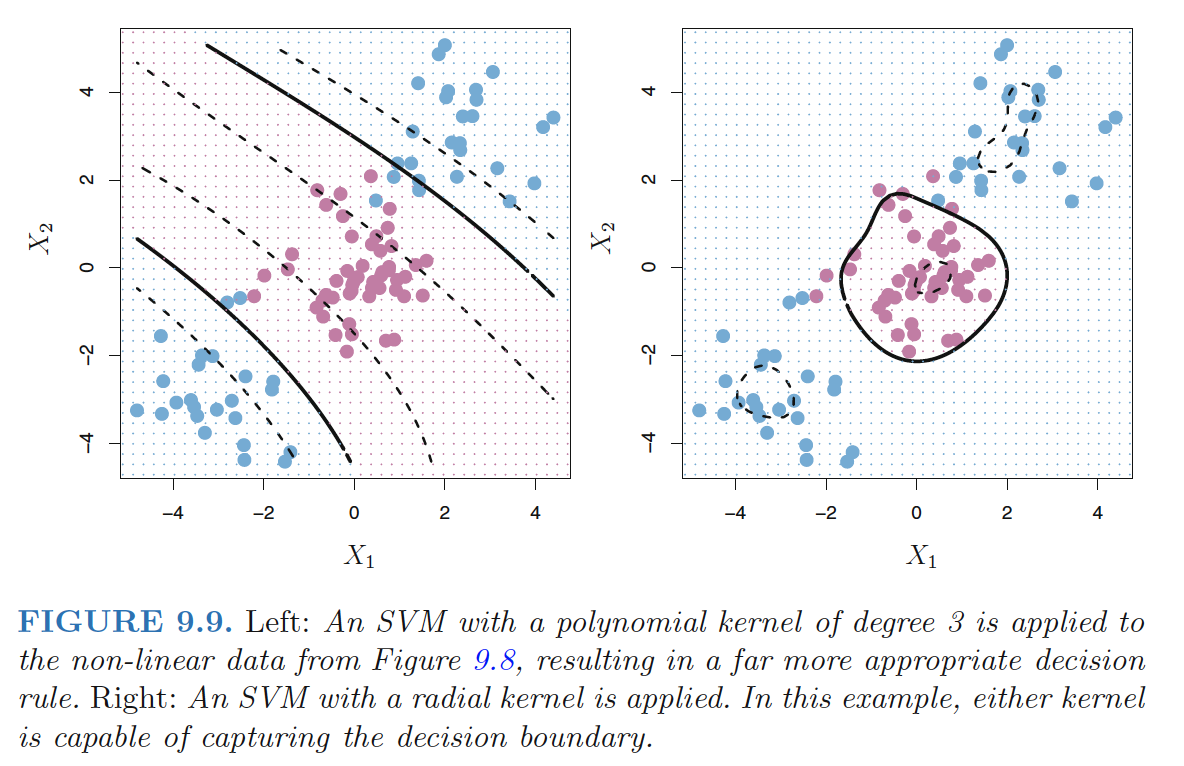 4
2
0
−2
−4
X2
−4 −2 0 2 4
X1
4
2
0
−2
−4
X2
−4 −2 0 2 4
X1
FIGURE 9.9. Left: An SVM with a polynomial kernel of degree 3 is applied to
the non-linear data from Figure 9.8, resulting in a far more appropriate decision
rule. Right: An SVM with a radial kernel is applied. In this example, either kernel
is capable of capturing the decision boundary.